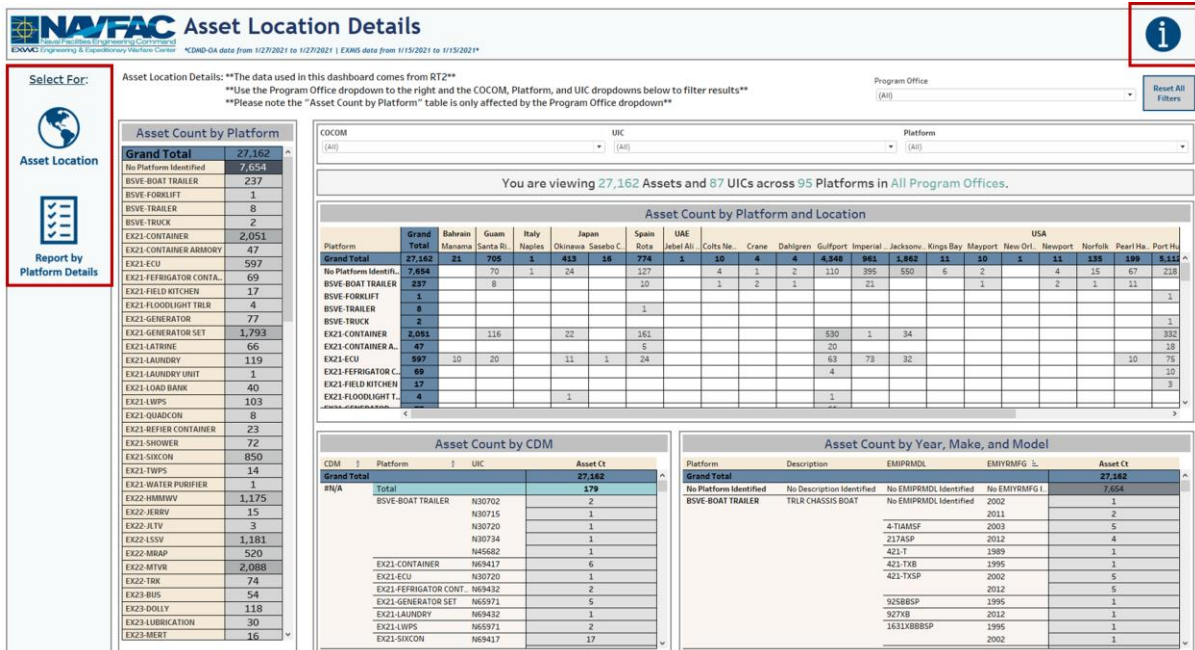 NAVFAC
Naval Facilities Engineering Command
EXWC Engineering & Expeditionary Warfare Center
Asset Location Details
*CDMD-OA data from 1/27/2021 to 1/27/2021 | EXMIS data from 1/15/2021 to 1/15/2021*
i
Select For:
Asset Location
Report by
Platform Details
Asset Location Details: **The data used in this dashboard comes from RT2**
**Use the Program Office dropdown to the right and the COCOM, Platform, and UIC dropdowns below to filter results**
**Please note the "Asset Count by Platform" table is only affected by the Program Office dropdown**
Program Office
(All)
Reset All
Filters
Asset Count by Platform
Grand Total 27,162
No Platform Identified 7,654
BSVE-BOAT TRAILER 237
BSVE-FORKLIFT 1
BSVE-TRAILER 8
BSVE-TRUCK 2
EX21-CONTAINER 2,051
EX21-CONTAINER ARMORY 47
EX21-ECU 597
EX21-FEFRIGATOR CONTA.. 69
EX21-FIELD KITCHEN 17
EX21-FLOODLIGHT TRLR 4
EX21-GENERATOR 77
EX21-GENERATOR SET 1,793
EX21-LATRINE 66
EX21-LAUNDRY 119
EX21-LAUNDRY UNIT 1
EX21-LOAD BANK 40
EX21-LWPS 103
EX21-QUADCON 8
EX21-REFIER CONTAINER 23
EX21-SHOWER 72
EX21-SIXCON 850
EX21-TWPS 14
EX21-WATER PURIFIER 1
EX22-HMMWV 1,175
EX22-JERRV 15
EX22-JLTV 3
EX22-LSSV 1,181
EX22-MRAP 520
EX22-MTVR 2,088
EX22-TRK 74
EX23-BUS 54
EX23-DOLLY 118
EX23-LUBRICATION 30
EX23-MERT 16
COCOM UIC Platform
(All) (All) (All)
You are viewing 27,162 Assets and 87 UICs across 95 Platforms in All Program Offices.
Asset Count by Platform and Location
Grand Bahrain Guam Italy Japan Spain UAE USA
Platform Total Manama Santa Ri.. Naples Okinawa Sasebo C.. Rota Jebel Ali .. Colts Ne.. Crane Dahlgren Gulfport Imperial .. Jacksonv.. Kings Bay Mayport New Orl.. Newport Norfolk Pearl Ha.. Port Hu
Grand Total 27,162 21 705 1 413 16 774 1 10 4 4 4,348 961 1,862 11 10 1 11 135 199 5,112
No Platform Identifi.. 7,654 70 1 24 127 4 1 2 110 395 550 6 2 4 15 67 218
BSVE-BOAT TRAILER 237 8 10 1 2 1 21 1 2 1 11
BSVE-FORKLIFT 1 1
BSVE-TRAILER 8 1
BSVE-TRUCK 2 1
EX21-CONTAINER 2,051 116 22 161 530 1 34 332
EX21-CONTAINER A.. 47 5 20 18
EX21-ECU 597 10 20 11 1 24 63 73 32 10 75
EX21-FEFRIGATOR C.. 69 4 10
EX21-FIELD KITCHEN 17 3
EX21-FLOODLIGHT T.. 4 1 1
Asset Count by CDM
CDM Platform UIC Asset Ct
Grand Total 27,162
#N/A Total 179
BSVE-BOAT TRAILER N30702 2
N30715 1
N30720 1
N30734 1
N45682 1
EX21-CONTAINER N69417 6
EX21-ECU N30720 1
EX21-FEFRIGATOR CONT.. N69432 2
EX21-GENERATOR SET N65971 5
EX21-LAUNDRY N69432 1
EX21-LWPS N65971 2
EX21-SIXCON N69417 17
Asset Count by Year, Make, and Model
Platform Description EMIPRMDL EMIYRMFG Asset Ct
Grand Total 27,162
No Platform Identified No Description Identified No EMIPRMDL Identified No EMIYRMFG I.. 7,654
BSVE-BOAT TRAILER TRLR CHASSIS BOAT No EMIPRMDL Identified 2002 1
2011 2
4-TIAMSF 2003 5
217ASP 2012 4
421-T 1989 1
421-TXB 1995 1
421-TXSP 2002 5
2012 5
925BBSP 1995 1
927XB 2012 1
1631XBBBSP 1995 1
2002 1